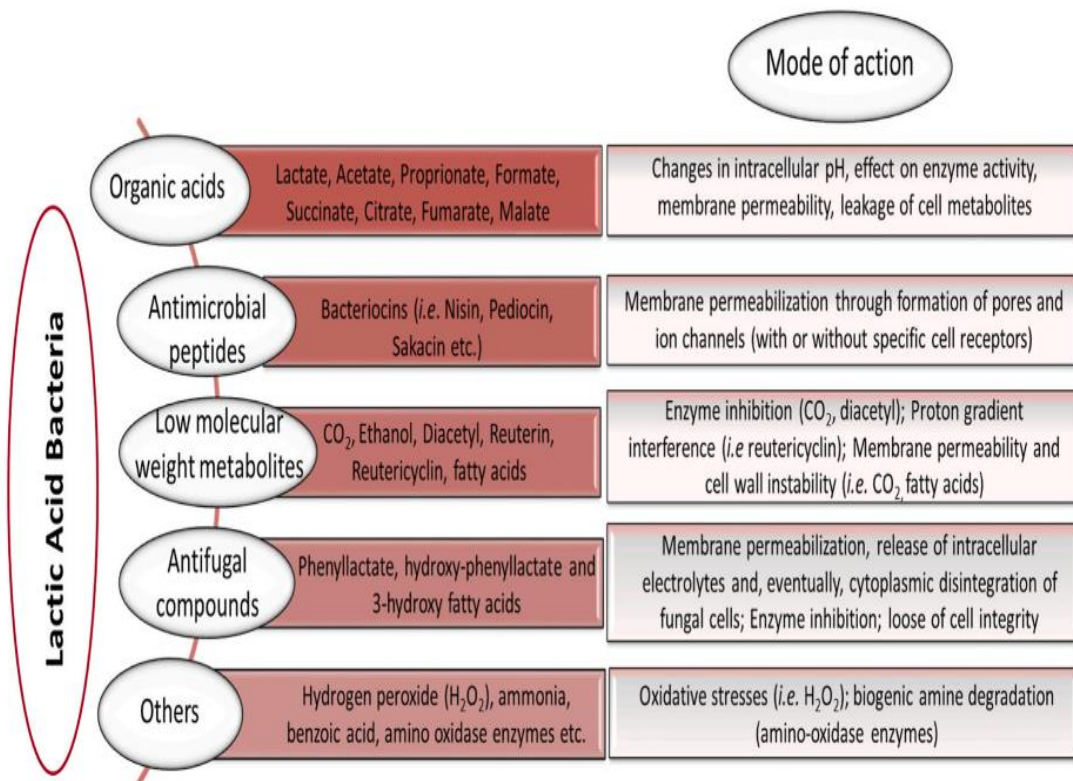 Mode of action
Lactic Acid Bacteria
Organic acids
Lactate, Acetate, Proprionate, Formate,
Succinate, Citrate, Fumarate, Malate
Changes in intracellular pH, effect on enzyme activity,
membrane permeability, leakage of cell metabolites
Antimicrobial
peptides
Bacteriocins (i.e. Nisin, Pediocin,
Sakacin etc.)
Membrane permeabilization through formation of pores and
ion channels (with or without specific cell receptors)
Low molecular
weight metabolites
CO₂, Ethanol, Diacetyl, Reuterin,
Reutericyclin, fatty acids
Enzyme inhibition (CO₂, diacetyl); Proton gradient
interference (i.e reutericyclin); Membrane permeability and
cell wall instability (i.e. CO₂, fatty acids)
Antifugal
compounds
Phenyllactate, hydroxy-phenyllactate and
3-hydroxy fatty acids
Membrane permeabilization, release of intracellular
electrolytes and, eventually, cytoplasmic disintegration of
fungal cells; Enzyme inhibition; loose of cell integrity
Others
Hydrogen peroxide (H₂O₂), ammonia,
benzoic acid, amino oxidase enzymes etc.
Oxidative stresses (i.e. H₂O₂); biogenic amine degradation
(amino-oxidase enzymes)